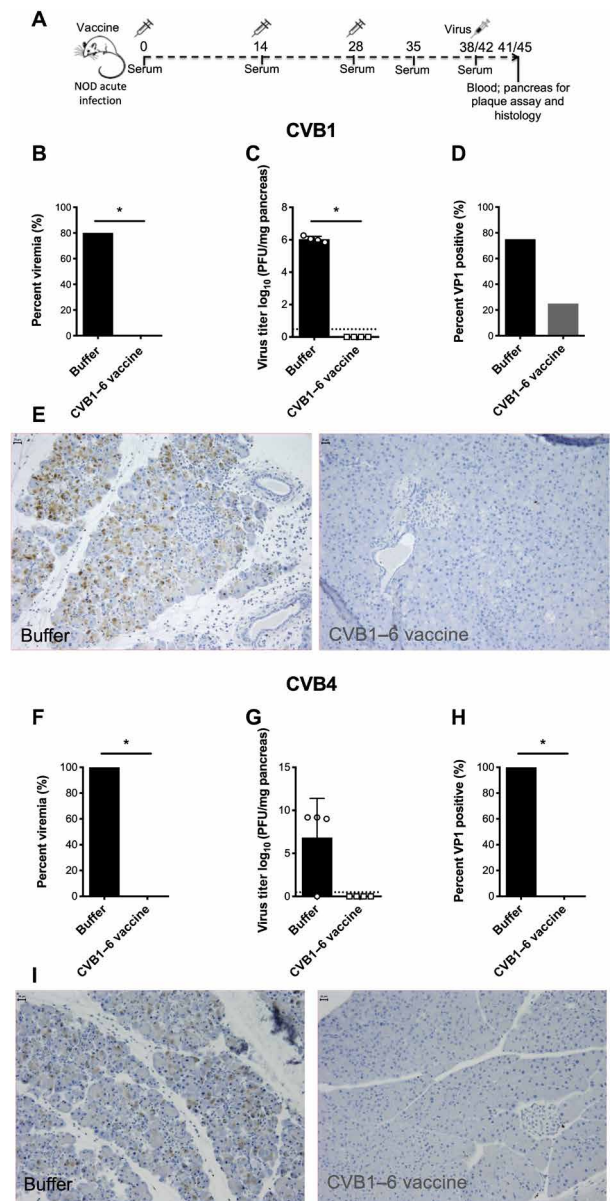 A
Vaccine
Virus
0
14
28
35
38/42
41/45
Serum
Serum
Serum
Serum
Serum
NOD acute
infection
Blood; pancreas for
plaque assay and
histology
CVB1
B
C
D
Percent viremia (%)
100
80
60
40
20
0
*
Buffer
CVB1–6 vaccine
Virus titer log10 (PFU/mg pancreas)
8
6
4
2
0
*
Buffer
CVB1–6 vaccine
Percent VP1 positive (%)
100
80
60
40
20
0
Buffer
CVB1–6 vaccine
E
Buffer
CVB1–6 vaccine
CVB4
F
G
H
Percent viremia (%)
100
80
60
40
20
0
*
Buffer
CVB1–6 vaccine
Virus titer log10 (PFU/mg pancreas)
15
10
5
0
Buffer
CVB1–6 vaccine
Percent VP1 positive (%)
100
80
60
40
20
0
*
Buffer
CVB1–6 vaccine
I
Buffer
CVB1–6 vaccine